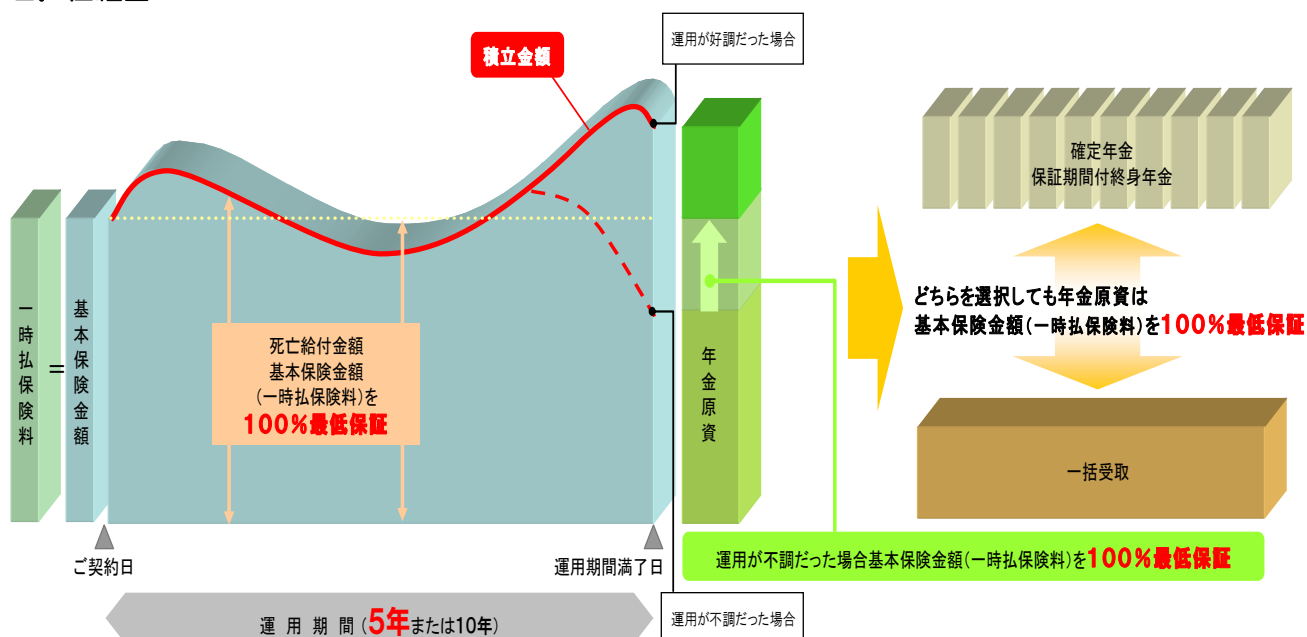 運用が好調だった場合
積立金額
確定年金
保証期間付終身年金
一時払保険料
=
基本保険金額
死亡給付金額
基本保険金額
(一時払保険料)を
100%最低保証
年金原資
どちらを選択しても年金原資は
基本保険金額(一時払保険料)を100%最低保証
一括受取
ご契約日
運用期間満了日
運用が不調だった場合基本保険金額(一時払保険料)を100%最低保証
運用期間(5年または10年)
運用が不調だった場合